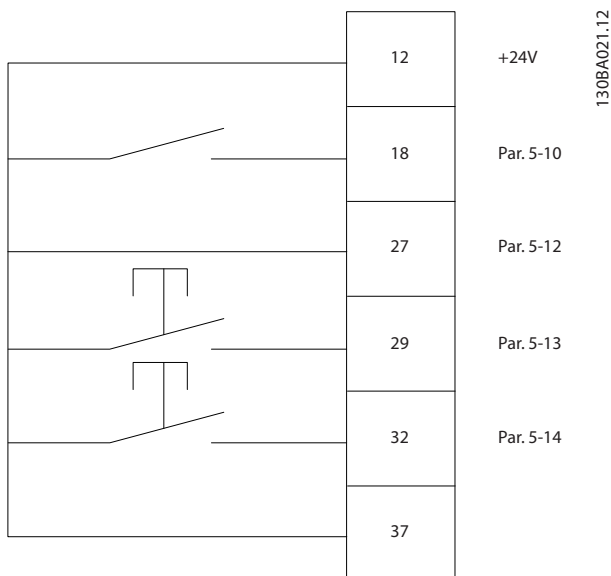 130BA021.12
12 +24V
18 Par. 5-10
27 Par. 5-12
29 Par. 5-13
32 Par. 5-14
37